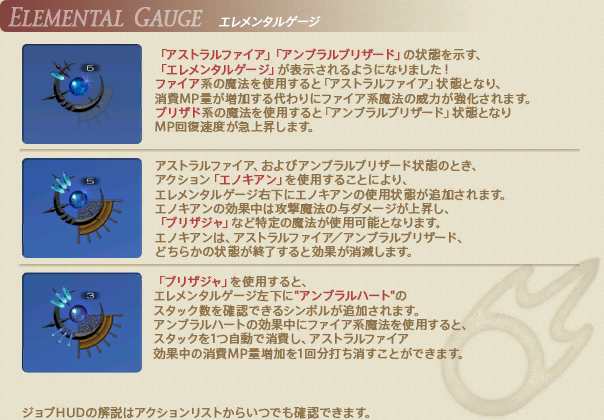 ELEMENTAL GAUGE エレメンタルゲージ
「アストラルファイア」「アンブラルブリザード」の状態を示す、
「エレメンタルゲージ」が表示されるようになりました!
ファイア系の魔法を使用すると「アストラルファイア」状態となり、
消費MP量が増加する代わりにファイア系魔法の威力が強化されます。
ブリザド系の魔法を使用すると「アンブラルブリザード」状態となり
MP回復速度が急上昇します。
6
アストラルファイア、およびアンブラルブリザード状態のとき、
アクション「エノキアン」を使用することにより、
エレメンタルゲージ右下にエノキアンの使用状態が追加されます。
エノキアンの効果中は攻撃魔法の与ダメージが上昇し、
「ブリザジャ」など特定の魔法が使用可能となります。
エノキアンは、アストラルファイア/アンブラルブリザード、
どちらかの状態が終了すると効果が消滅します。
5
「ブリザジャ」を使用すると、
エレメンタルゲージ左下に"アンブラルハート"の
スタック数を確認できるシンボルが追加されます。
アンブラルハートの効果中にファイア系魔法を使用すると、
スタックを1つ自動で消費し、アストラルファイア
効果中の消費MP量増加を1回分打ち消すことができます。
3
ジョブHUDの解説はアクションリストからいつでも確認できます。